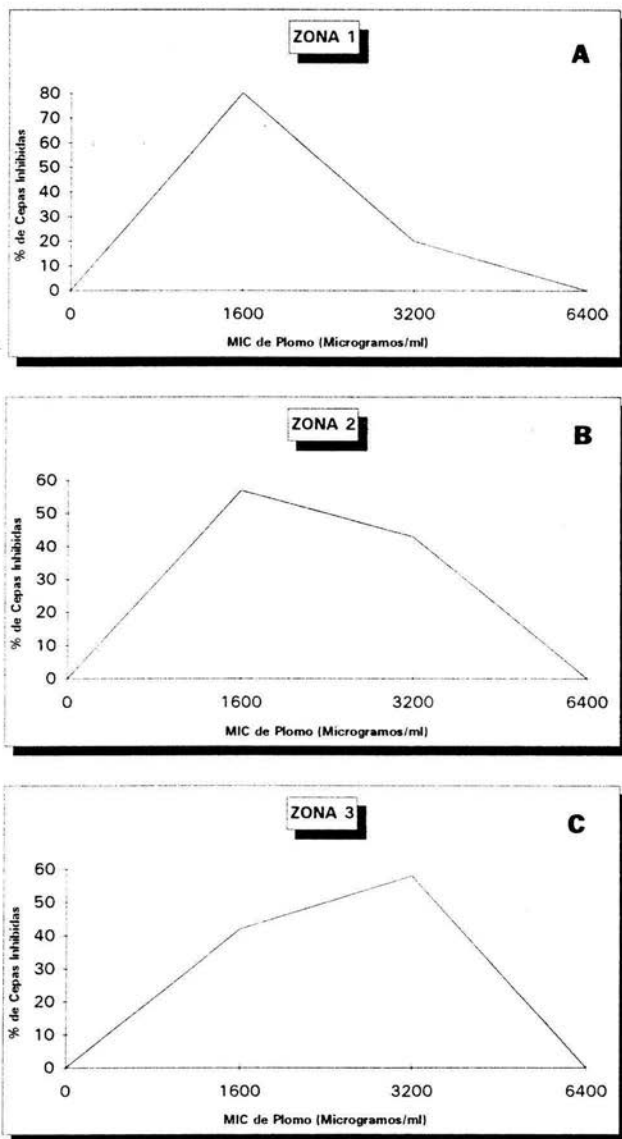 ZONA 1
A
% de Cepas Inhibidas
80
70
60
50
40
30
20
10
0
0 1600 3200 6400
MIC de Plomo (Microgramos/ml)
ZONA 2
B
% de Cepas Inhibidas
60
50
40
30
20
10
0
0 1600 3200 6400
MIC de Plomo (Microgramos/ml)
ZONA 3
C
% de Cepas Inhibidas
60
50
40
30
20
10
0
0 1600 3200 6400
MIC de Plomo (Microgramos/ml)